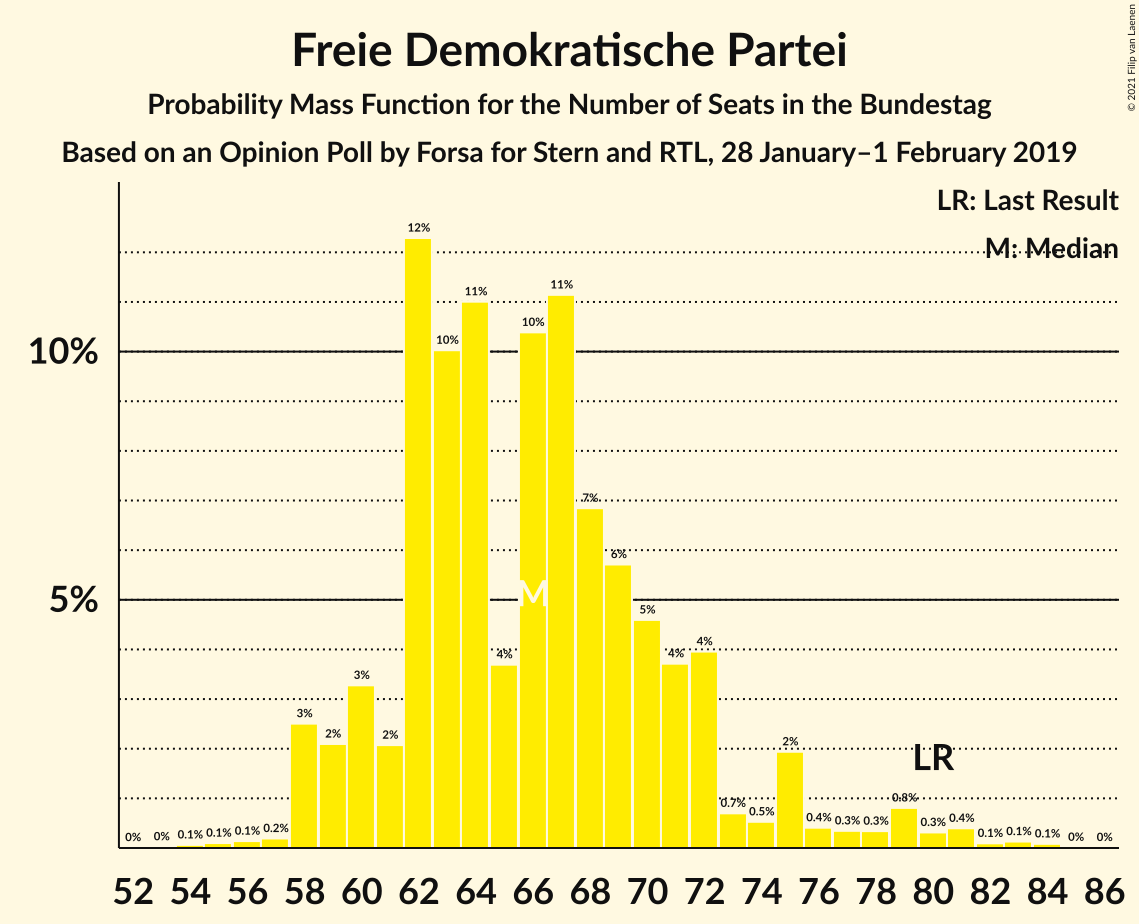 Freie Demokratische Partei
Probability Mass Function for the Number of Seats in the Bundestag
Based on an Opinion Poll by Forsa for Stern and RTL, 28 January–1 February 2019
© 2021 Filip van Laenen
LR: Last Result
M: Median
10%
5%
0% 0% 0.1% 0.1% 0.1% 0.2% 3% 2% 3% 2% 12% 10% 11% 4% 10% 11% 7% 6% 5% 4% 4% 0.7% 0.5% 2% 0.4% 0.3% 0.3% 0.8% 0.3% 0.4% 0.1% 0.1% 0.1% 0% 0%
M
LR
52 54 56 58 60 62 64 66 68 70 72 74 76 78 80 82 84 86